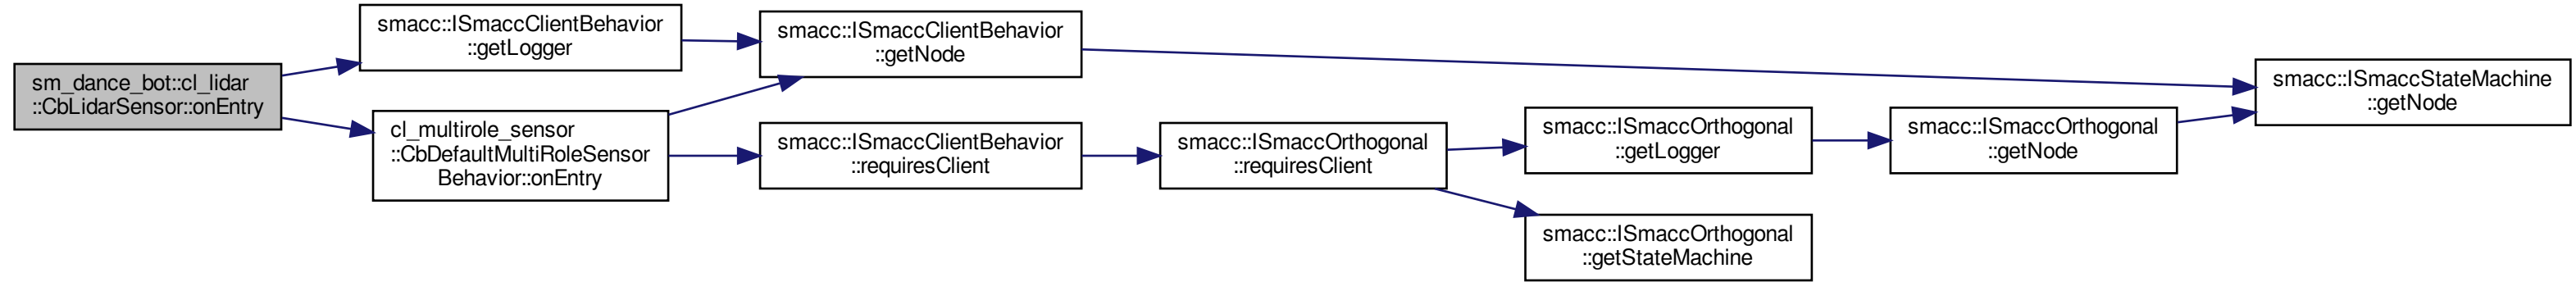 sm_dance_bot::cl_lidar
::CbLidarSensor::onEntry
smacc::ISmaccClientBehavior
::getLogger
cl_multirole_sensor
::CbDefaultMultiRoleSensor
Behavior::onEntry
smacc::ISmaccClientBehavior
::getNode
smacc::ISmaccClientBehavior
::requiresClient
smacc::ISmaccOrthogonal
::requiresClient
smacc::ISmaccOrthogonal
::getLogger
smacc::ISmaccOrthogonal
::getStateMachine
smacc::ISmaccOrthogonal
::getNode
smacc::ISmaccStateMachine
::getNode